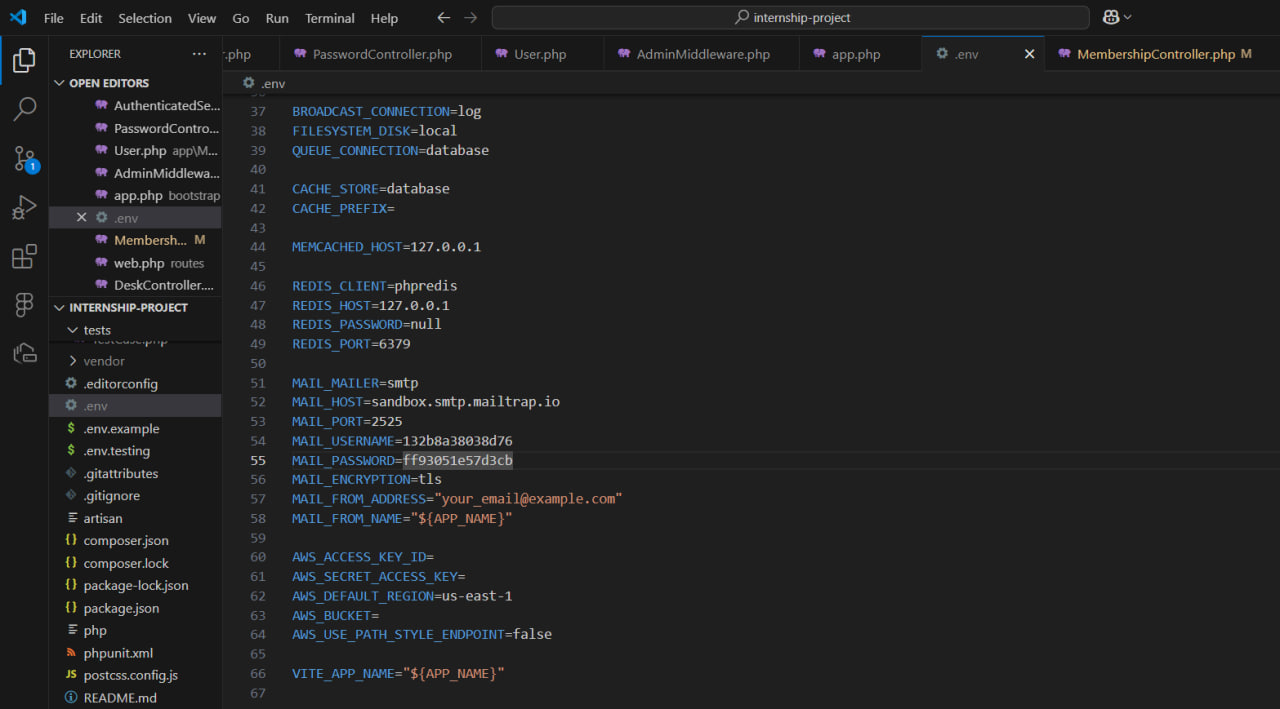 File Edit Selection View Go Run Terminal Help
internship-project
EXPLORER
r.php PasswordController.php User.php AdminMiddleware.php app.php .env MembershipController.php M
OPEN EDITORS
AuthenticatedSe...
PasswordContro...
User.php app\M...
AdminMiddlewa...
app.php bootstrap
.env
Membersh... M
web.php routes
DeskController....
INTERNSHIP-PROJECT
tests
TestCase.php
vendor
.editorconfig
.env
.env.example
.env.testing
.gitattributes
.gitignore
artisan
composer.json
composer.lock
package-lock.json
package.json
php
phpunit.xml
postcss.config.js
README.md
1
.env
36
37 BROADCAST_CONNECTION=log
38 FILESYSTEM_DISK=local
39 QUEUE_CONNECTION=database
40
41 CACHE_STORE=database
42 CACHE_PREFIX=
43
44 MEMCACHED_HOST=127.0.0.1
45
46 REDIS_CLIENT=phpredis
47 REDIS_HOST=127.0.0.1
48 REDIS_PASSWORD=null
49 REDIS_PORT=6379
50
51 MAIL_MAILER=smtp
52 MAIL_HOST=sandbox.smtp.mailtrap.io
53 MAIL_PORT=2525
54 MAIL_USERNAME=132b8a38038d76
55 MAIL_PASSWORD=ff93051e57d3cb
56 MAIL_ENCRYPTION=tls
57 MAIL_FROM_ADDRESS="your_email@example.com"
58 MAIL_FROM_NAME="${APP_NAME}"
59
60 AWS_ACCESS_KEY_ID=
61 AWS_SECRET_ACCESS_KEY=
62 AWS_DEFAULT_REGION=us-east-1
63 AWS_BUCKET=
64 AWS_USE_PATH_STYLE_ENDPOINT=false
65
66 VITE_APP_NAME="${APP_NAME}"
67